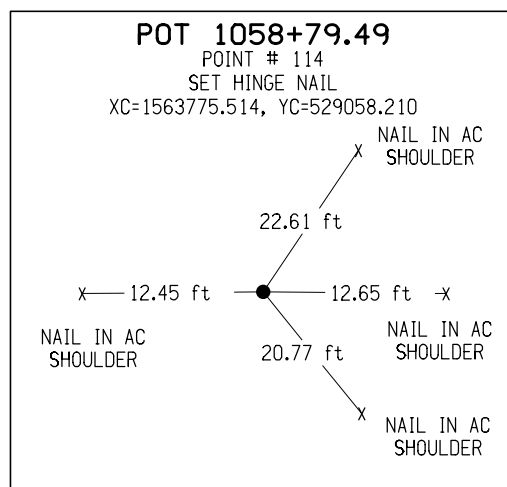 POT 1058+79.49
POINT # 114
SET HINGE NAIL
XC=1563775.514, YC=529058.210
X NAIL IN AC
SHOULDER
22.61 ft
X 12.45 ft
12.65 ft X
NAIL IN AC
SHOULDER
NAIL IN AC
SHOULDER
20.77 ft
X NAIL IN AC
SHOULDER